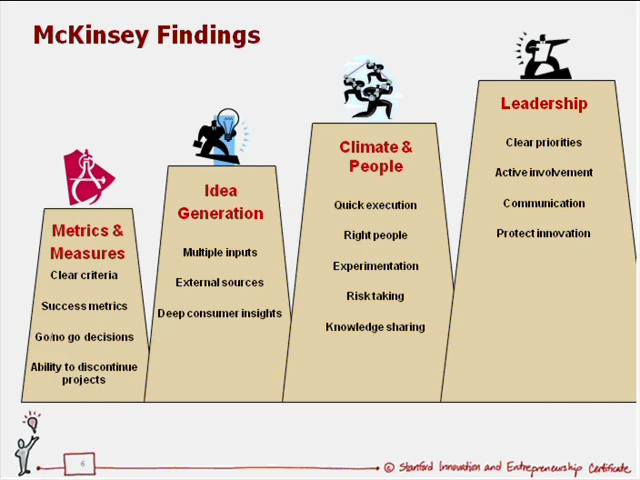 McKinsey Findings
Metrics &
Measures
Clear criteria
Success metrics
Go/no go decisions
Ability to discontinue
projects
Idea
Generation
Multiple inputs
External sources
Deep consumer insights
Climate &
People
Quick execution
Right people
Experimentation
Risk taking
Knowledge sharing
Leadership
Clear priorities
Active involvement
Communication
Protect innovation
6
© Stanford Innovation and Entrepreneurship Certificate